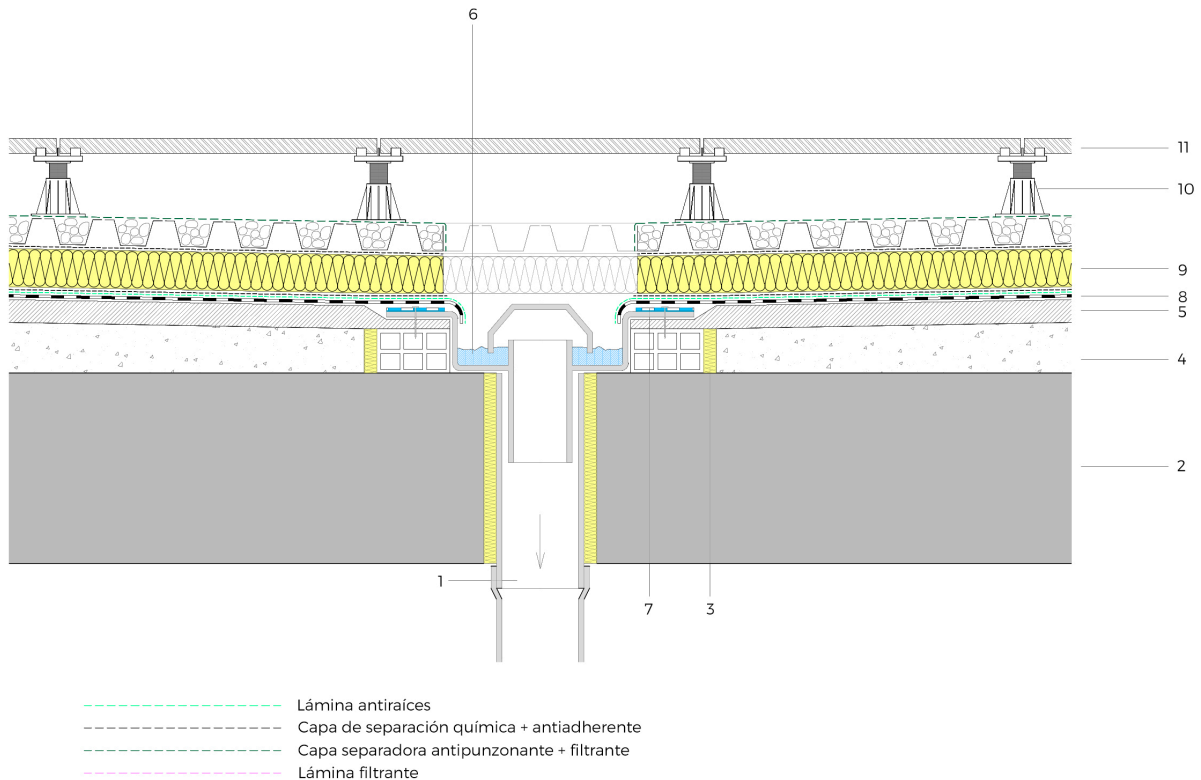 6
11
10
9
8
5
4
2
1
7
3
Lámina antiraíces
Capa de separación química + antiadherente
Capa separadora antipunzonante + filtrante
Lámina filtrante